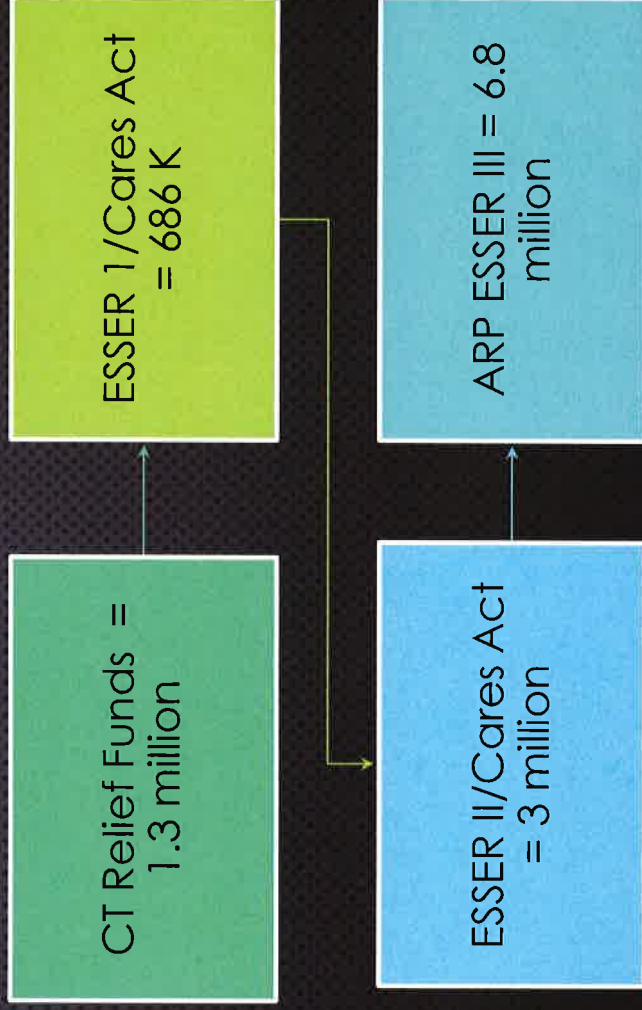 CT Relief Funds =
1.3 million
ESSER 1/Cares Act
= 686 K
ESSER II/Cares Act
= 3 million
ARP ESSER III = 6.8
million